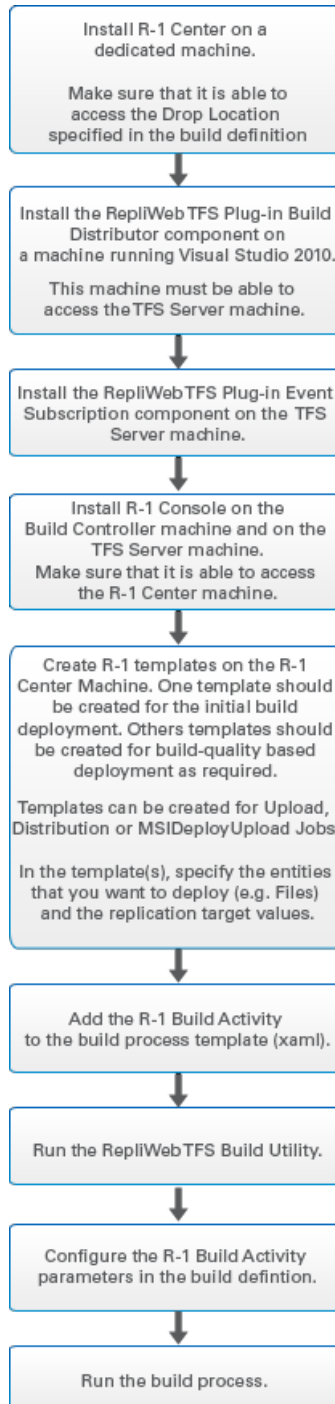 Install R-1 Center on a
dedicated machine.
Make sure that it is able to
access the Drop Location
specified in the build definition
Install the RepliWeb TFS Plug-in Build
Distributor component on
a machine running Visual Studio 2010.
This machine must be able to
access the TFS Server machine.
Install the RepliWeb TFS Plug-in Event
Subscription component on the TFS
Server machine.
Install R-1 Console on the
Build Controller machine and on the
TFS Server machine.
Make sure that it is able to access
the R-1 Center machine.
Create R-1 templates on the R-1
Center Machine. One template should
be created for the initial build
deployment. Others templates should
be created for build-quality based
deployment as required.
Templates can be created for Upload,
Distribution or MSIDeployUpload Jobs
In the template(s), specify the entities
that you want to deploy (e.g. Files)
and the replication target values.
Add the R-1 Build Activity
to the build process template (xaml).
Run the RepliWeb TFS Build Utility.
Configure the R-1 Build Activity
parameters in the build defintion.
Run the build process.